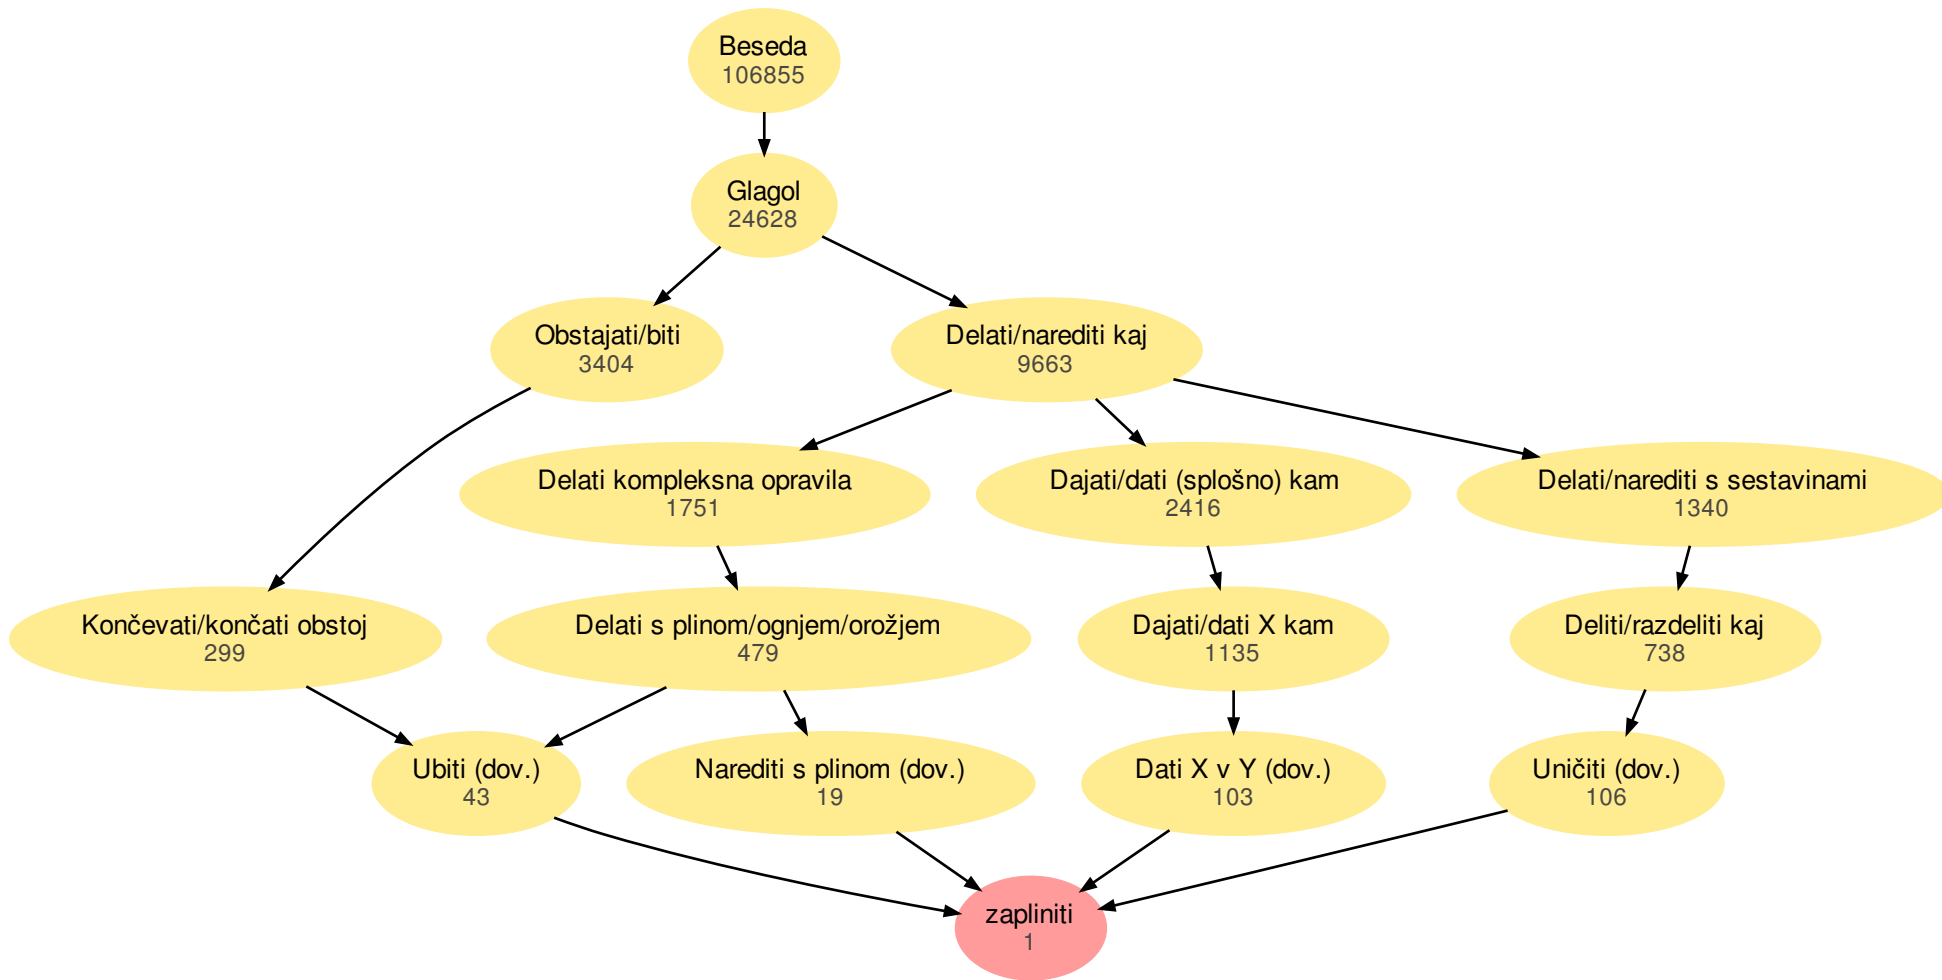 Beseda
106855
Glagol
24628
Obstajati/biti
3404
Delati/narediti kaj
9663
Delati kompleksna opravila
1751
Dajati/dati (splošno) kam
2416
Delati/narediti s sestavinami
1340
Končevati/končati obstoj
299
Delati s plinom/ognjem/orožjem
479
Dajati/dati X kam
1135
Deliti/razdeliti kaj
738
Ubiti (dov.)
43
Narediti s plinom (dov.)
19
Dati X v Y (dov.)
103
Uničiti (dov.)
106
zapliniti
1